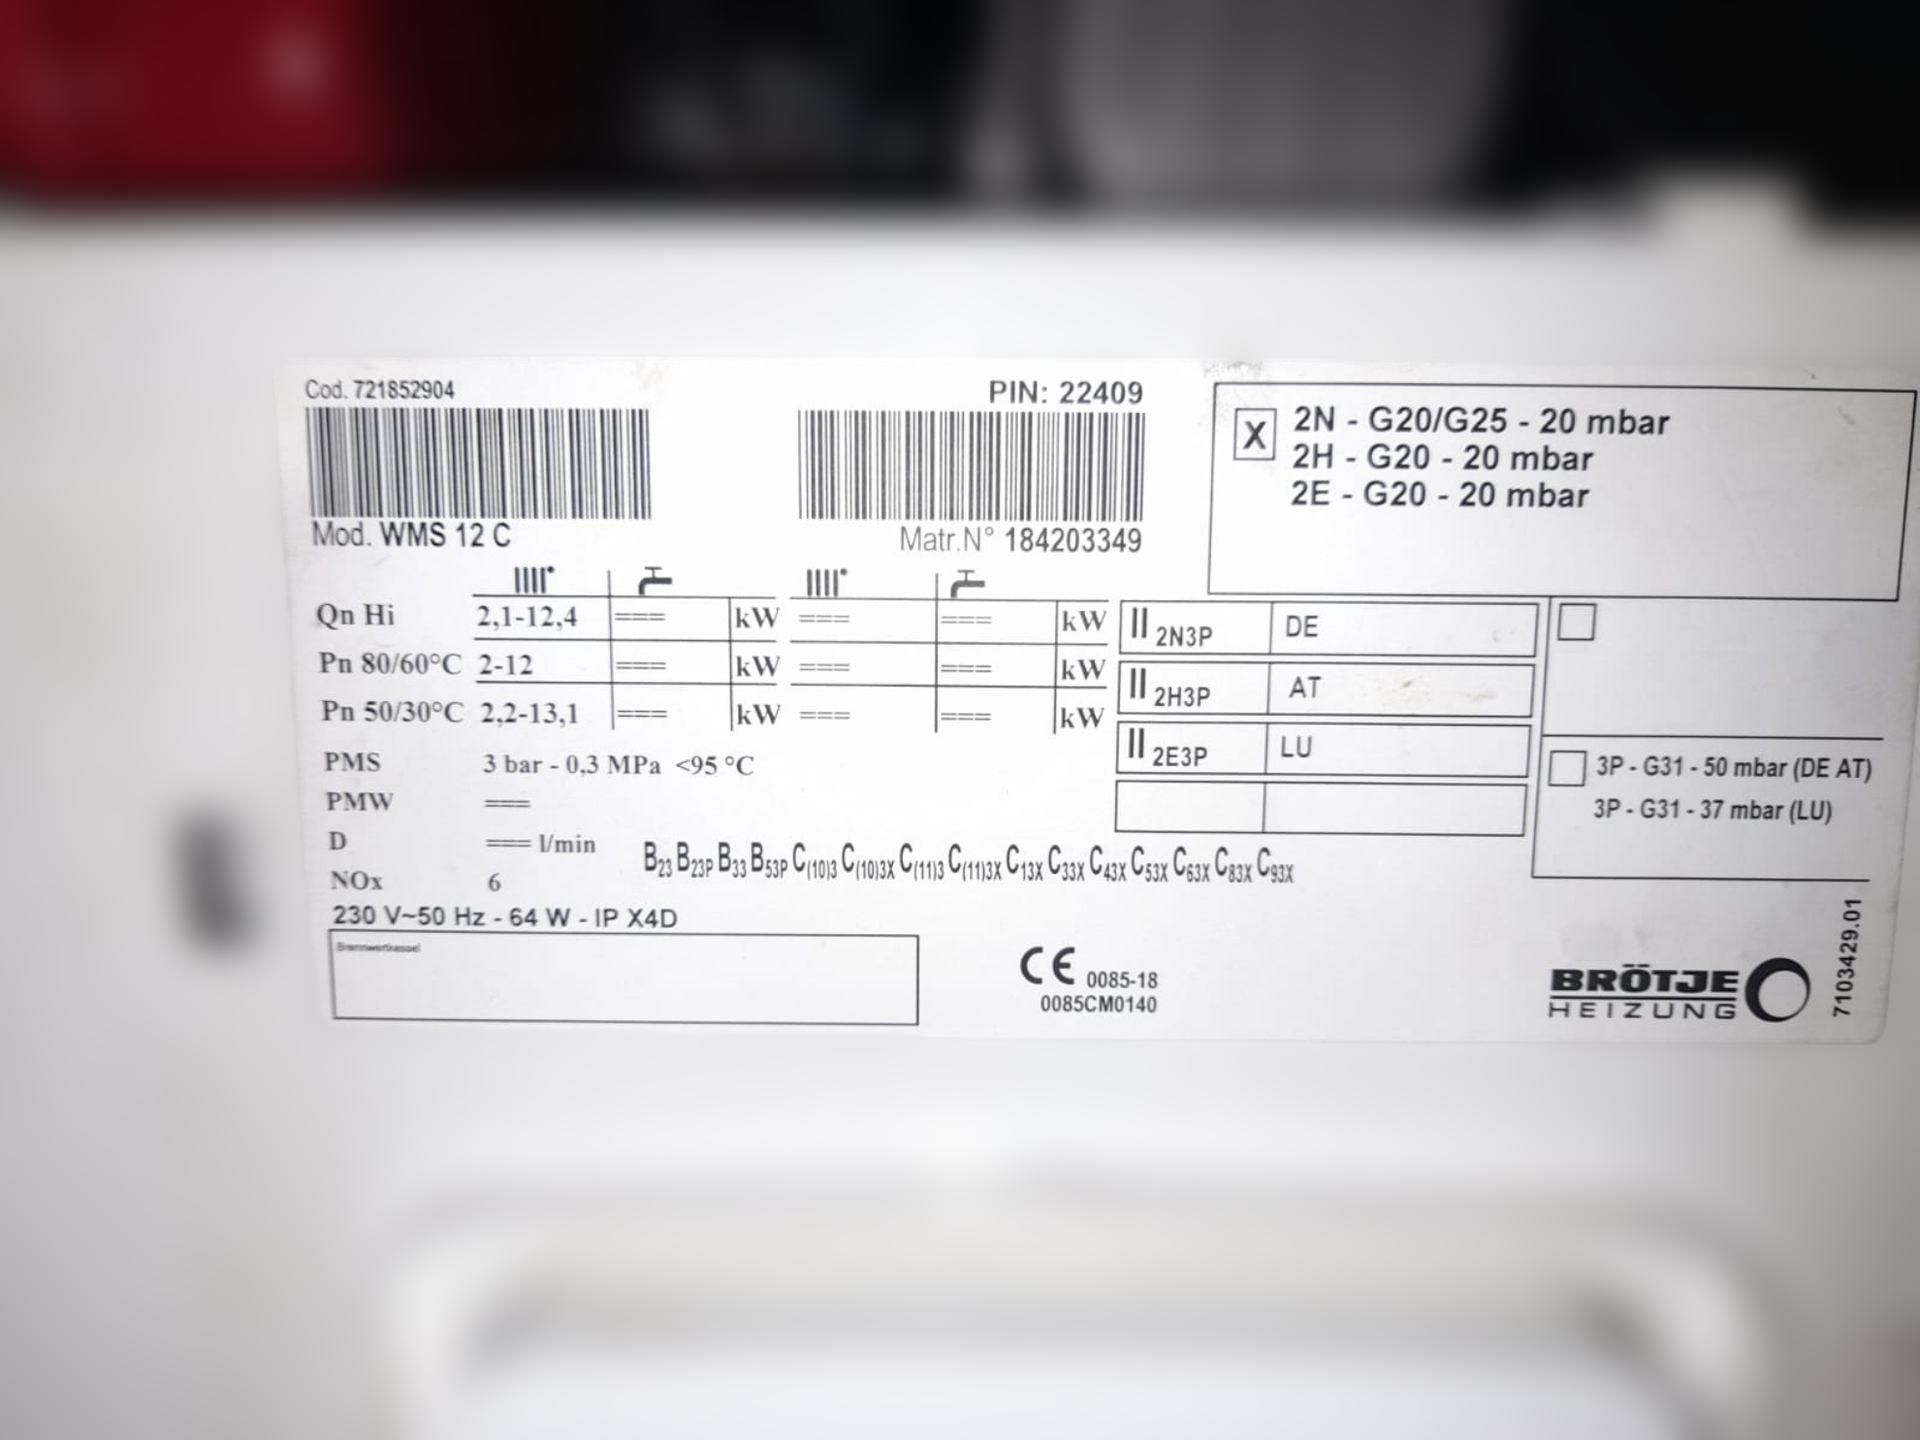 Cod. 721852904
PIN: 22409
Mod. WMS 12 C
Matr.N° 184203349
X 2N - G20/G25 - 20 mbar
2H - G20 - 20 mbar
2E - G20 - 20 mbar
Qn Hi 2,1-12,4 === kW === === kW
Pn 80/60°C 2-12 === kW === === kW
Pn 50/30°C 2,2-13,1 === kW === === kW
II 2N3P DE
II 2H3P AT
II 2E3P LU
3P - G31 - 50 mbar (DE AT)
3P - G31 - 37 mbar (LU)
PMS 3 bar - 0,3 MPa <95 °C
PMW ===
D === l/min
NOx 6
B23 B23P B33 B53P C(10)3 C(10)3X C(11)3 C(11)3X C13X C33X C43X C53X C63X C83X C93X
230 V~50 Hz - 64 W - IP X4D
Brennwertkessel
CE 0085-18
0085CM0140
BRÖTJE
HEIZUNG
7103429.01